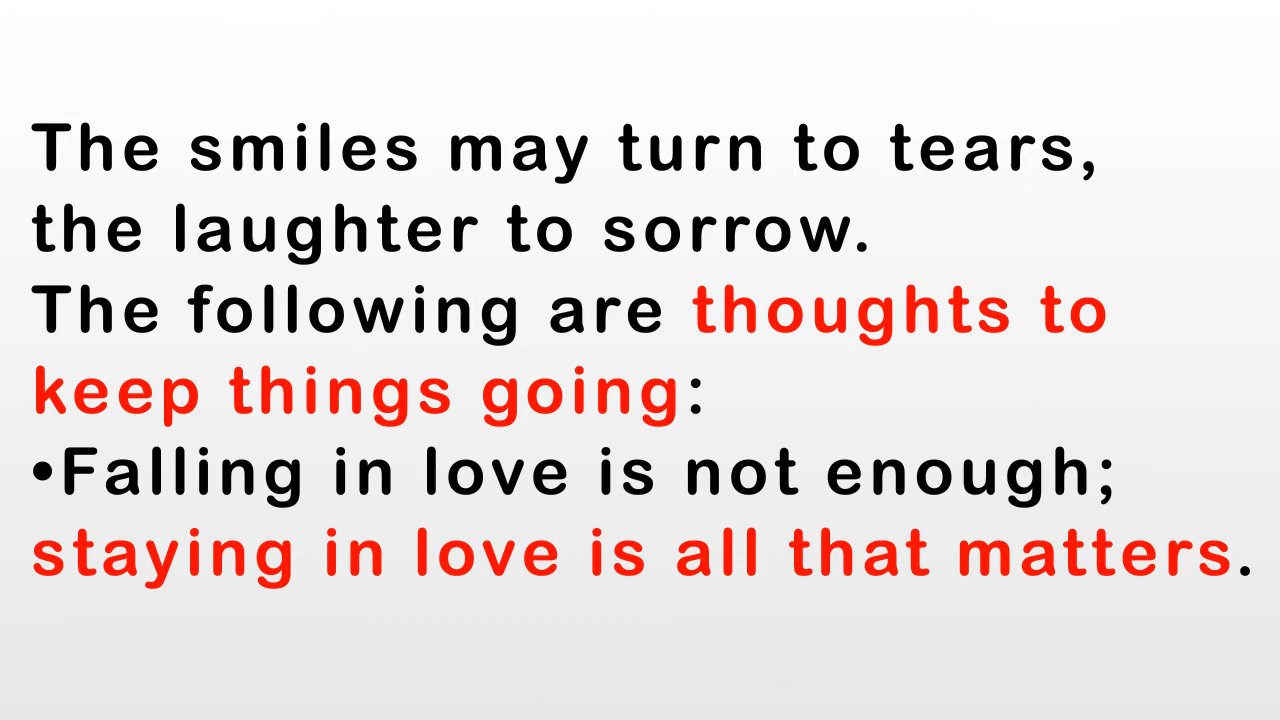 The smiles may turn to tears,
the laughter to sorrow.
The following are thoughts to
keep things going:
•Falling in love is not enough;
staying in love is all that matters.